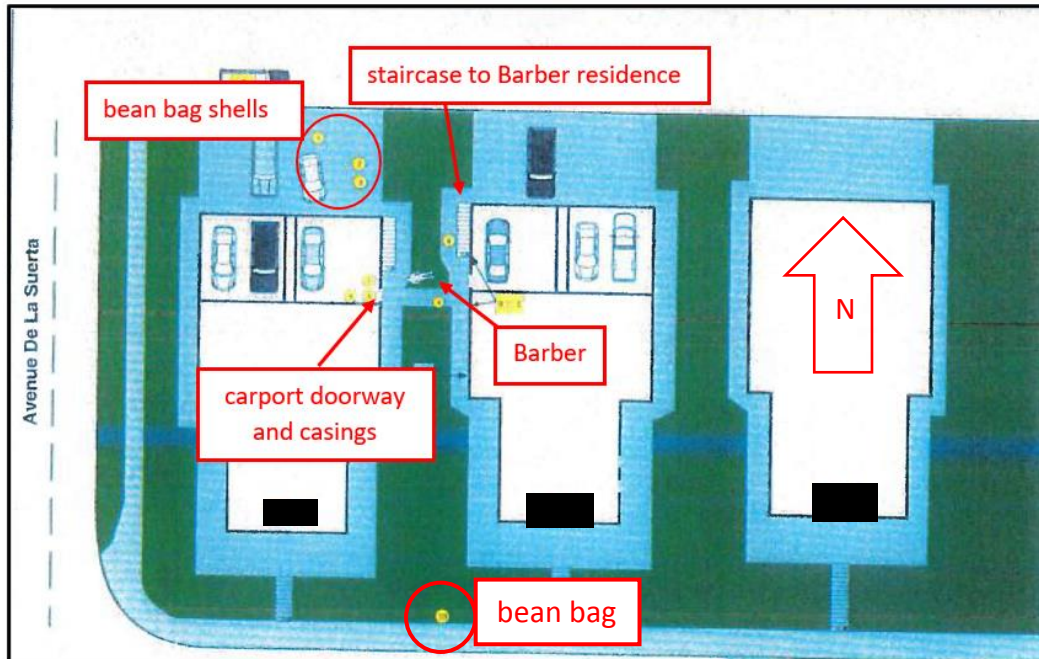 staircase to Barber residence
bean bag shells
Avenue De La Suerta
N
Barber
carport doorway
and casings
bean bag